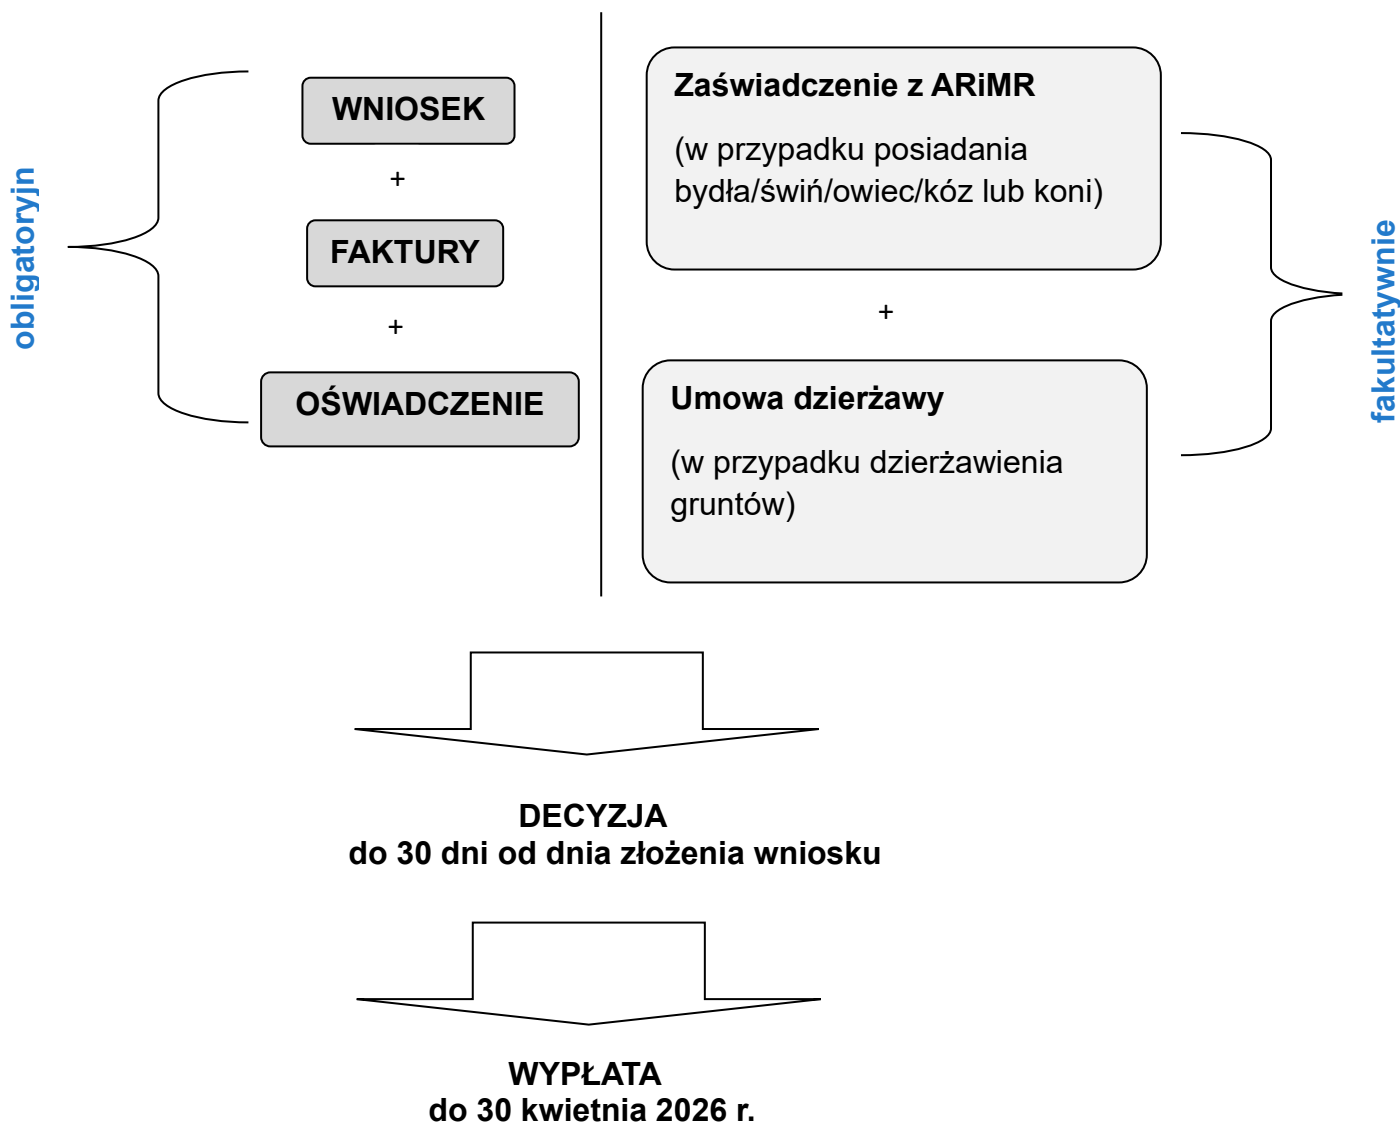 obligatoryjn
WNIOSEK
+
FAKTURY
+
OŚWIADCZENIE
Zaświadczenie z ARiMR
(w przypadku posiadania
bydła/świń/owiec/kóz lub koni)
+
Umowa dzierżawy
(w przypadku dzierżawienia
gruntów)
fakultatywnie
DECYZJA
do 30 dni od dnia złożenia wniosku
WYPŁATA
do 30 kwietnia 2026 r.